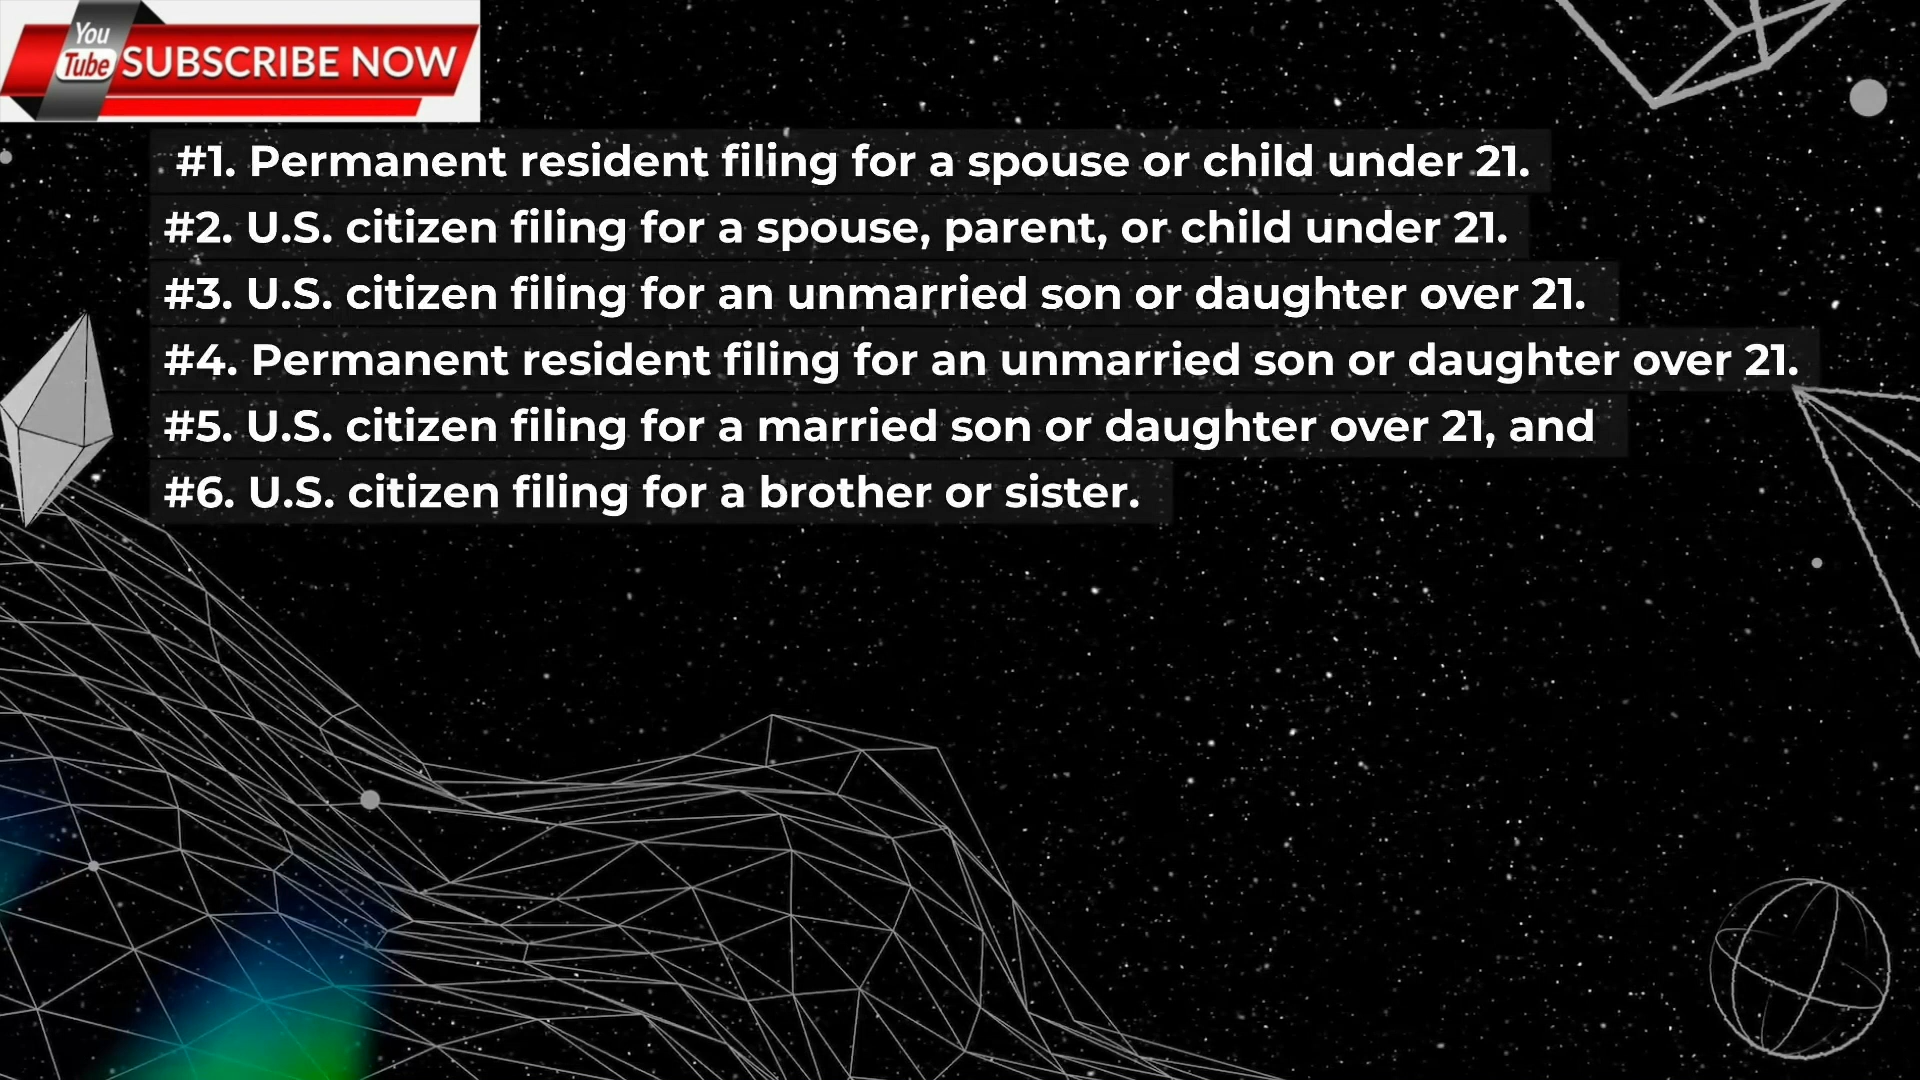 You
Tube SUBSCRIBE NOW
#1. Permanent resident filing for a spouse or child under 21.
#2. U.S. citizen filing for a spouse, parent, or child under 21.
#3. U.S. citizen filing for an unmarried son or daughter over 21.
#4. Permanent resident filing for an unmarried son or daughter over 21.
#5. U.S. citizen filing for a married son or daughter over 21, and
#6. U.S. citizen filing for a brother or sister.